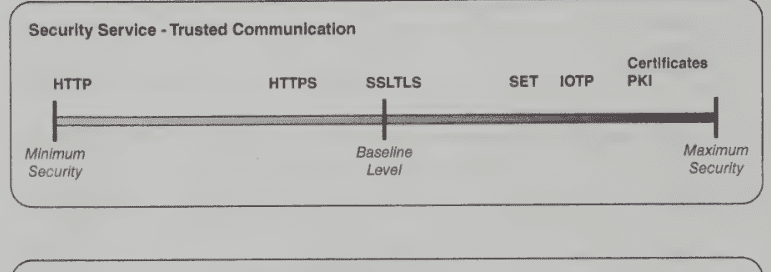 Security Service - Trusted Communication
Certificates
HTTP HTTPS SSLTLS SET IOTP PKI
Minimum Baseline Maximum
Security Level Security